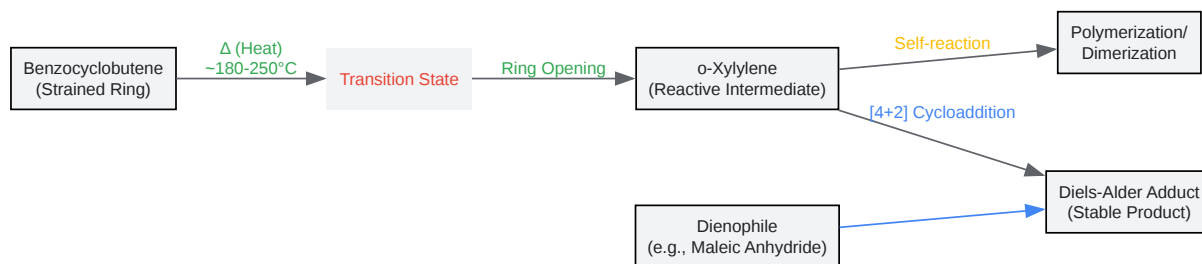 Benzocyclobutene
(Strained Ring)
Δ (Heat)
~180-250°C
Transition State
Ring Opening
o-Xylylene
(Reactive Intermediate)
Self-reaction
Polymerization/
Dimerization
[4+2] Cycloaddition
Diels-Alder Adduct
(Stable Product)
Dienophile
(e.g., Maleic Anhydride)